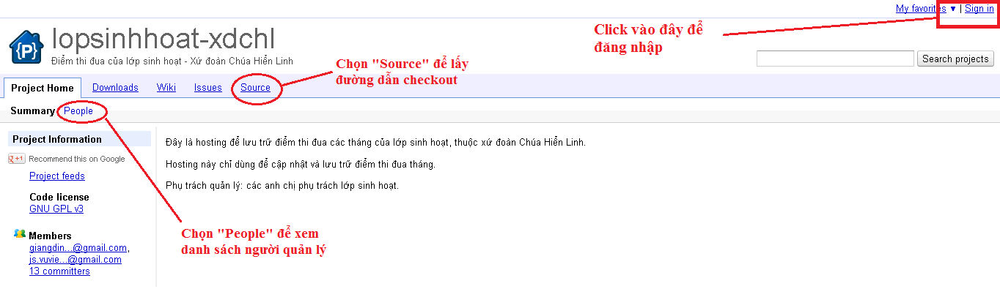 My favorites ▼ | Sign in
lopsinhhoat-xdchl
Điểm thi đua của lớp sinh hoạt - Xứ đoàn Chúa Hiển Linh
Click vào đây để
đăng nhập
Search projects
Chọn "Source" để lấy
đường dẫn checkout
Project Home Downloads Wiki Issues Source
Summary People
Project Information
+1 Recommend this on Google
Project feeds
Code license
GNU GPL v3
Members
giangdin...@gmail.com,
js.vuvie...@gmail.com
13 committers
Đây là hosting để lưu trữ điểm thi đua các tháng của lớp sinh hoạt, thuộc xứ đoàn Chúa Hiển Linh.
Hosting này chỉ dùng để cập nhật và lưu trữ điểm thi đua tháng.
Phụ trách quản lý: các anh chị phụ trách lớp sinh hoạt.
Chọn "People" để xem
danh sách người quản lý